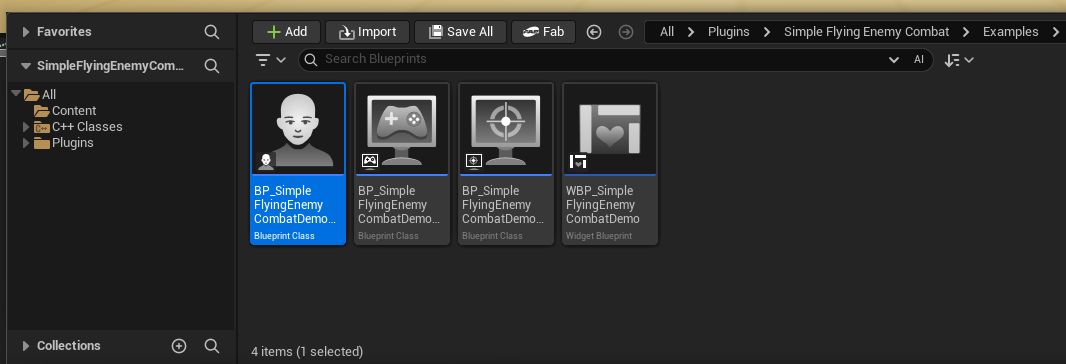 Favorites
Add
Import
Save All
Fab
All
Plugins
Simple Flying Enemy Combat
Examples
SimpleFlyingEnemyCom...
Search Blueprints
AI
All
Content
C++ Classes
Plugins
BP_Simple
FlyingEnemy
CombatDemo...
Blueprint Class
BP_Simple
FlyingEnemy
CombatDemo...
Blueprint Class
BP_Simple
FlyingEnemy
CombatDemo...
Blueprint Class
WBP_Simple
FlyingEnemy
CombatDemo
Widget Blueprint
Collections
4 items (1 selected)